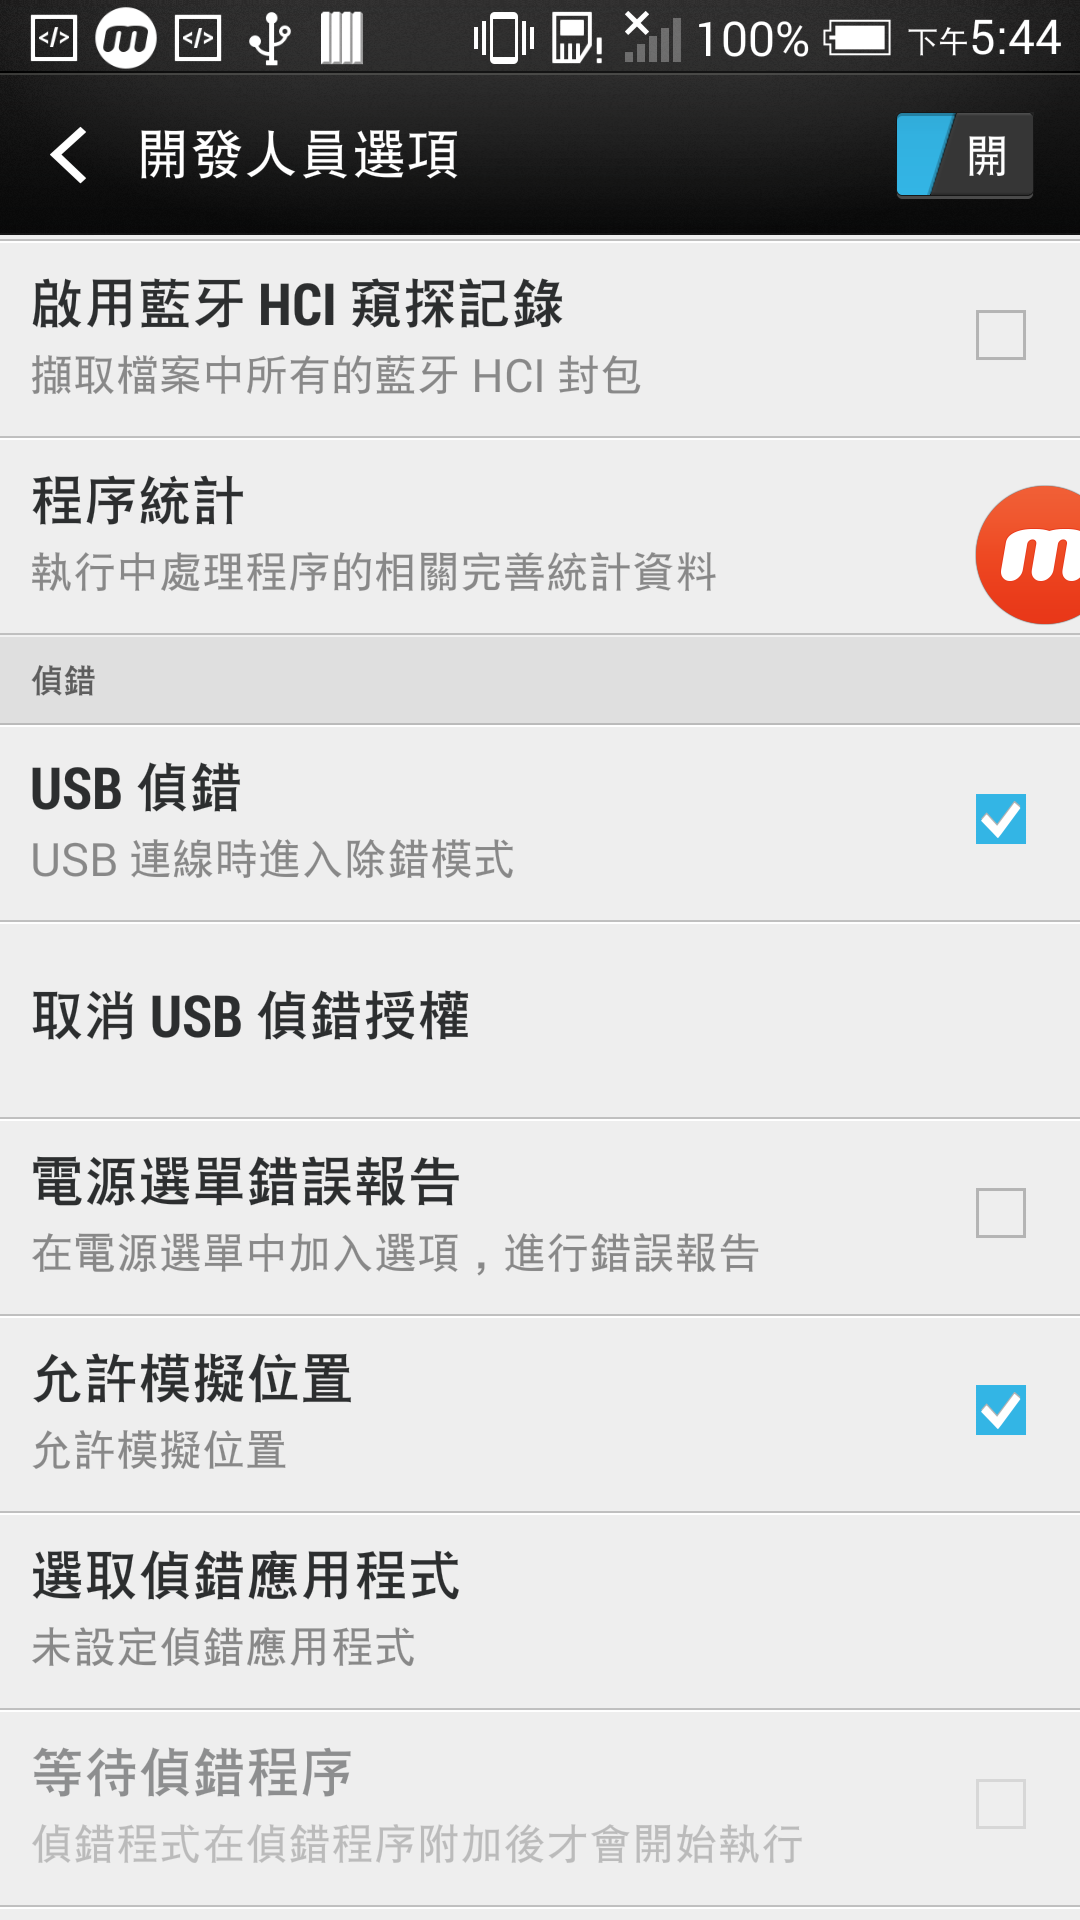 100% 下午5:44
開發人員選項 開
啟用藍牙 HCI 窺探記錄
擷取檔案中所有的藍牙 HCI 封包
程序統計
執行中處理程序的相關完善統計資料
偵錯
USB 偵錯
USB 連線時進入除錯模式
取消 USB 偵錯授權
電源選單錯誤報告
在電源選單中加入選項，進行錯誤報告
允許模擬位置
允許模擬位置
選取偵錯應用程式
未設定偵錯應用程式
等待偵錯程序
偵錯程式在偵錯程序附加後才會開始執行